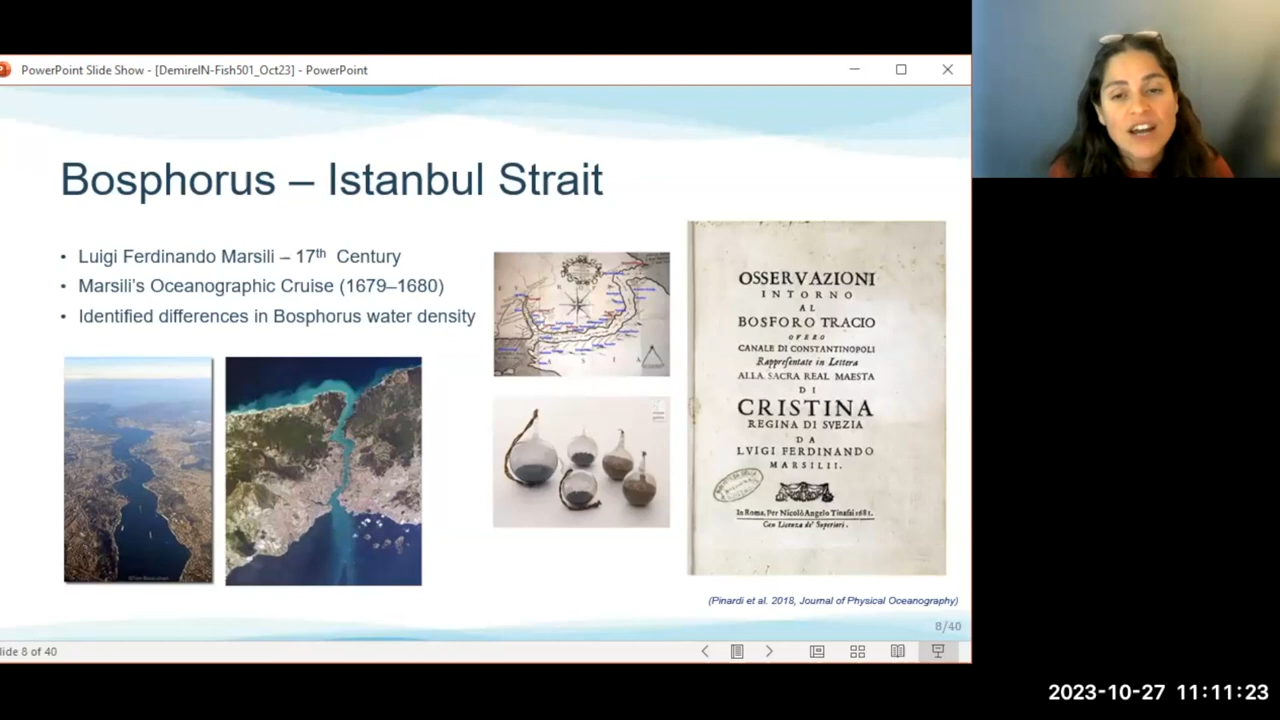 PowerPoint Slide Show - [DemirelN-Fish501_Oct23] - PowerPoint
Bosphorus – Istanbul Strait
• Luigi Ferdinando Marsili – 17th Century
• Marsili's Oceanographic Cruise (1679–1680)
• Identified differences in Bosphorus water density
OSSERVAZIONI
INTORNO
AL
BOSFORO TRACIO
OVERO
CANALE DI CONSTANTINOPOLI
Rappresentate in Lettera
ALLA SACRA REAL MAESTA
DI
CRISTINA
REGINA DI SVEZIA
DA
LVIGI FERDINANDO
MARSILII.
In Roma, Per Nicolò Angelo Tinassi 1681.
Con Licenza de' Superiori.
(Pinardi et al. 2018, Journal of Physical Oceanography)
8/40
lide 8 of 40
2023-10-27 11:11:23